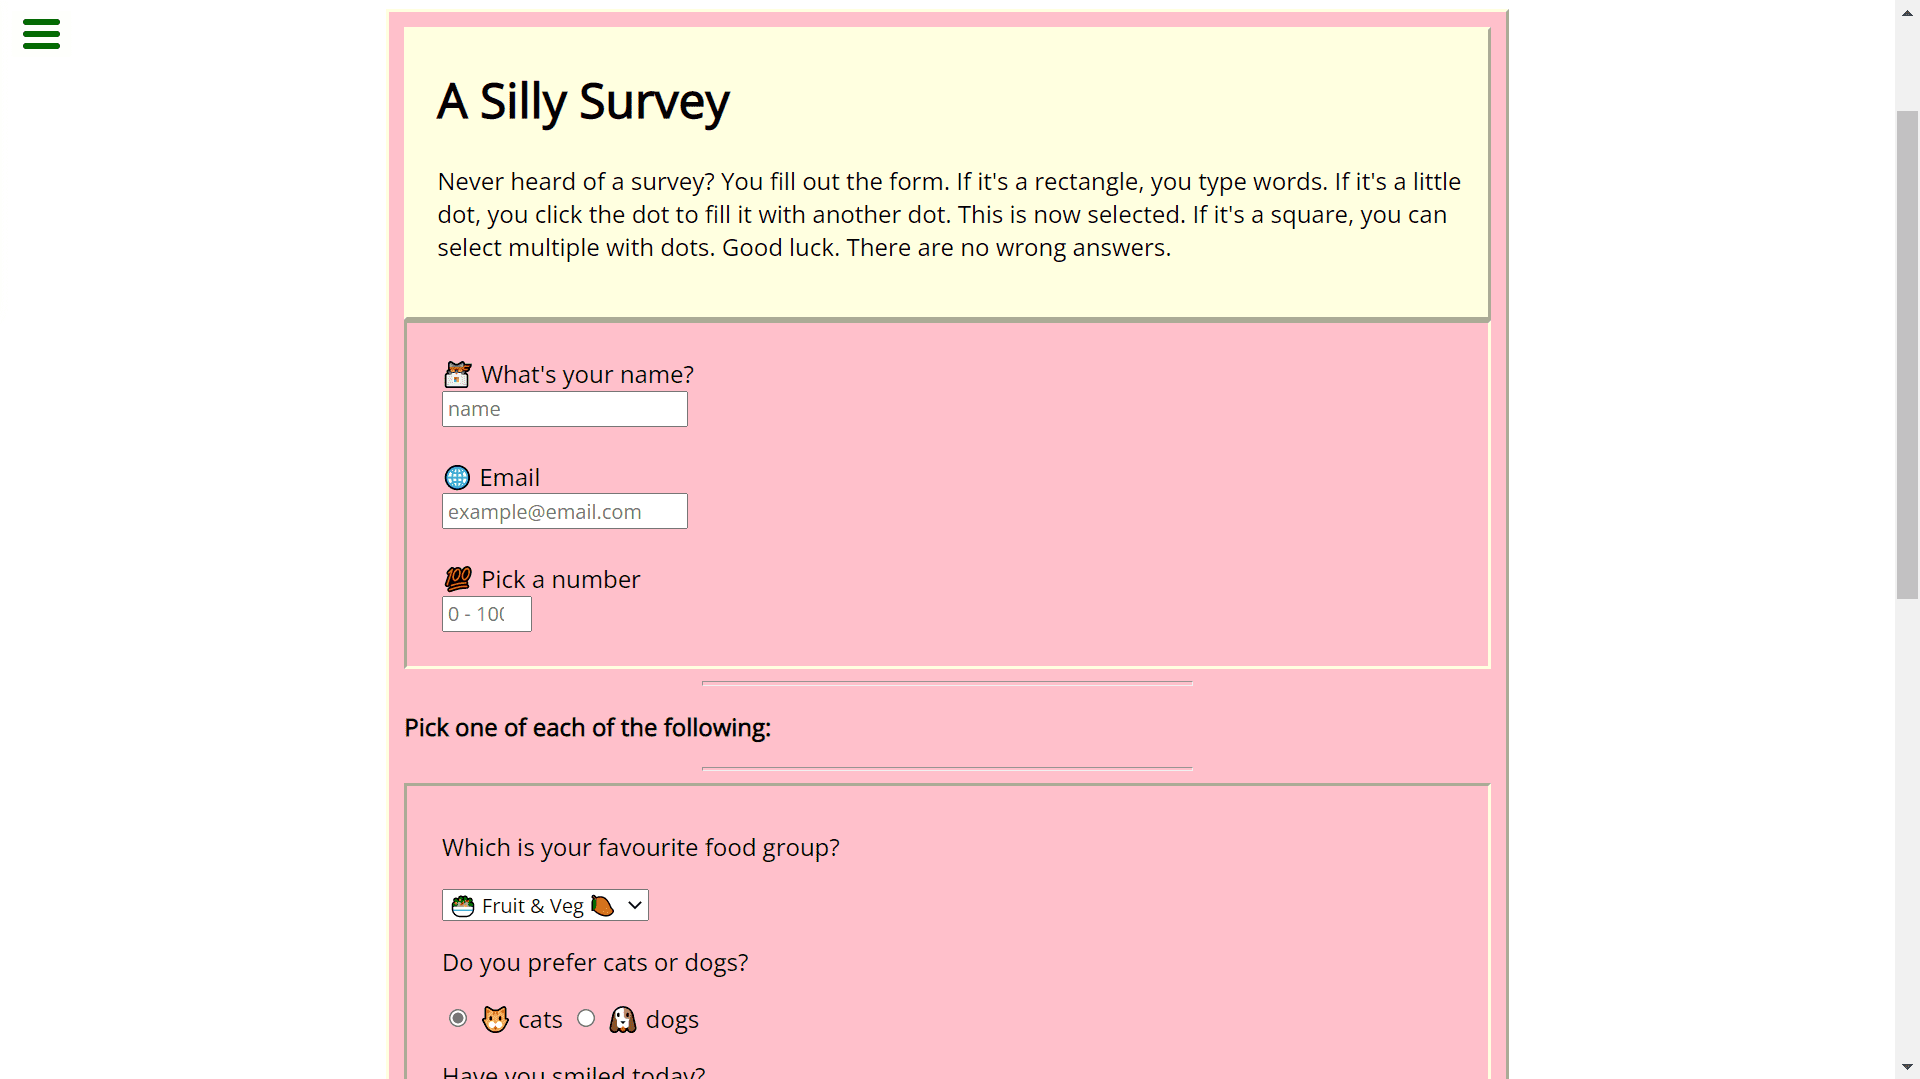 A Silly Survey
Never heard of a survey? You fill out the form. If it's a rectangle, you type words. If it's a little
dot, you click the dot to fill it with another dot. This is now selected. If it's a square, you can
select multiple with dots. Good luck. There are no wrong answers.
What's your name?
name
🌐 Email
example@email.com
💯 Pick a number
0 - 100
Pick one of each of the following:
Which is your favourite food group?
🥗 Fruit & Veg 🥭
Do you prefer cats or dogs?
🐱 cats 🐶 dogs
Have you smiled today?